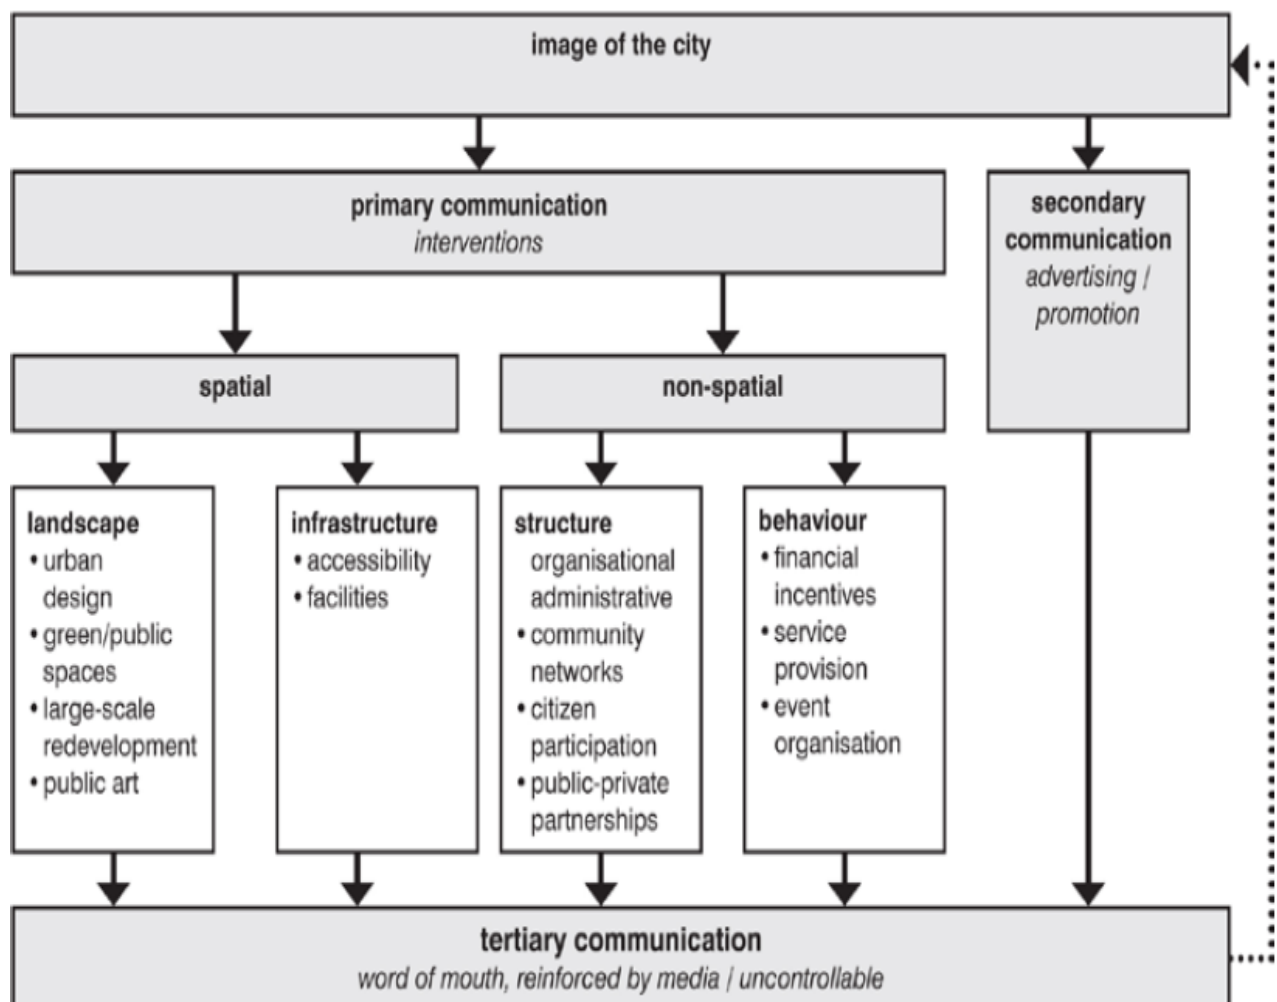 image of the city
primary communication
interventions
secondary
communication
advertising /
promotion
spatial
non-spatial
landscape
• urban
design
• green/public
spaces
• large-scale
redevelopment
• public art
infrastructure
• accessibility
• facilities
structure
organisational
administrative
• community
networks
• citizen
participation
• public-private
partnerships
behaviour
• financial
incentives
• service
provision
• event
organisation
tertiary communication
word of mouth, reinforced by media / uncontrollable